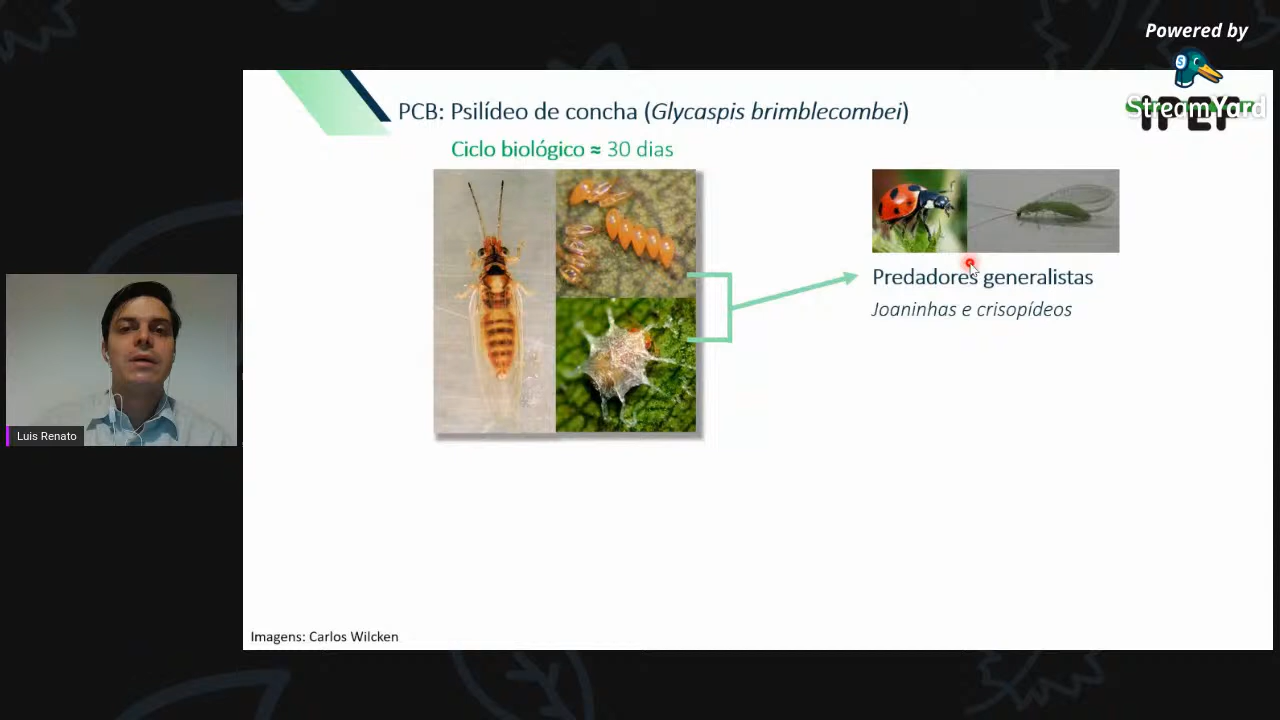 Powered by
StreamYard
IPEF
PCB: Psilídeo de concha (Glycaspis brimblecombei)
Ciclo biológico ≈ 30 dias
Predadores generalistas
Joaninhas e crisopídeos
Luis Renato
Imagens: Carlos Wilcken